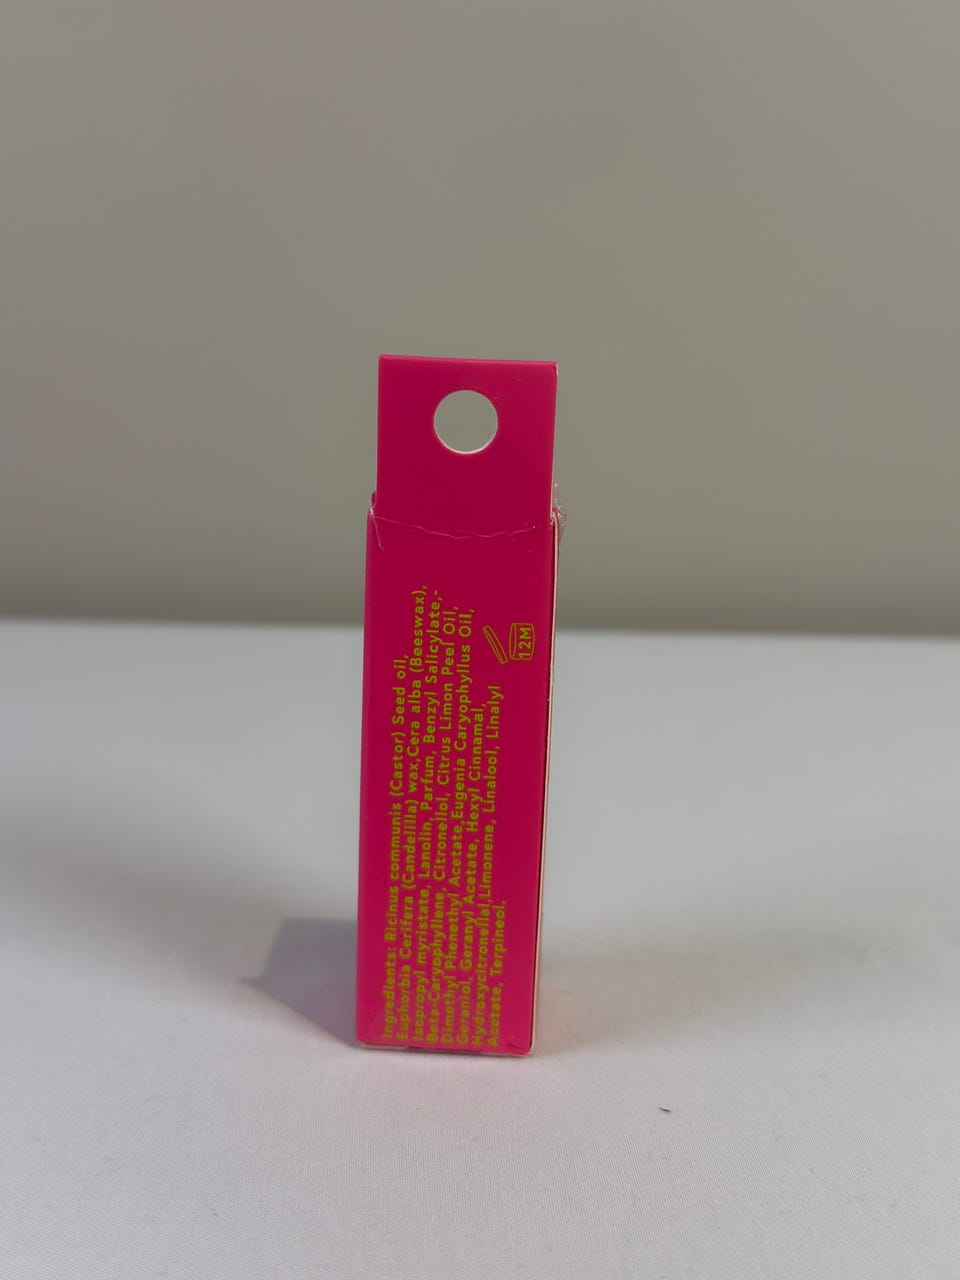 Ingredients: Ricinus communis (Castor) Seed oil,
Euphorbia Cerifera (Candelilla) wax,Cera alba (Beeswax),
Isopropyl myristate, Lanolin, Parfum, Benzyl Salicylate,-
Beta-Caryophyllene, Citronellol, Citrus Limon Peel Oil,
Dimethyl Phenethyl Acetate,Eugenia Caryophyllus Oil,
Geraniol, Geranyl Acetate, Hexyl Cinnamal,
Hydroxycitronellal,Limonene, Linalool, Linalyl
Acetate, Terpineol.
12M